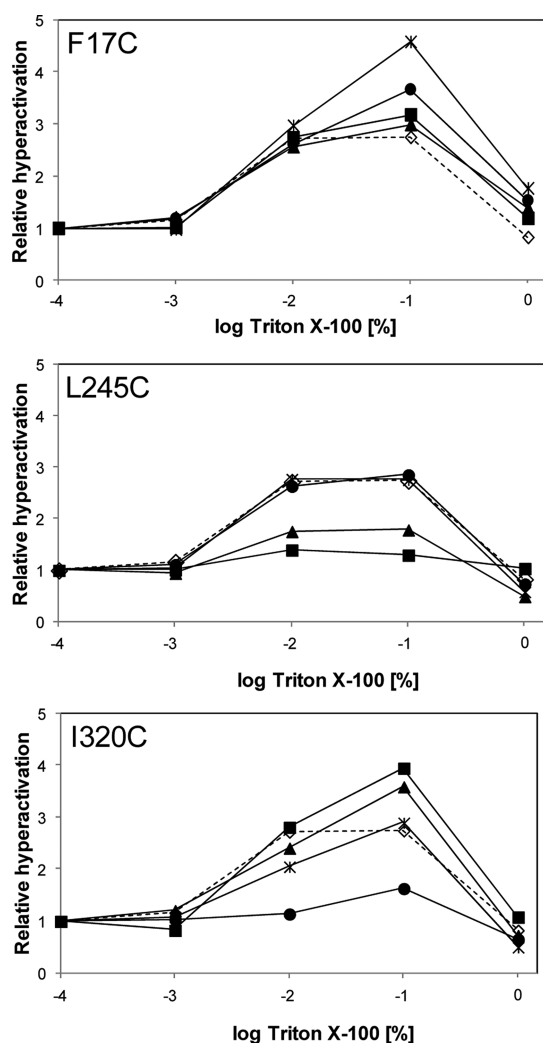 F17C
Relative hyperactivation
5
4
3
2
1
0
-4 -3 -2 -1 0
log Triton X-100 [%]
L245C
Relative hyperactivation
5
4
3
2
1
0
-4 -3 -2 -1 0
log Triton X-100 [%]
I320C
Relative hyperactivation
5
4
3
2
1
0
-4 -3 -2 -1 0
log Triton X-100 [%]